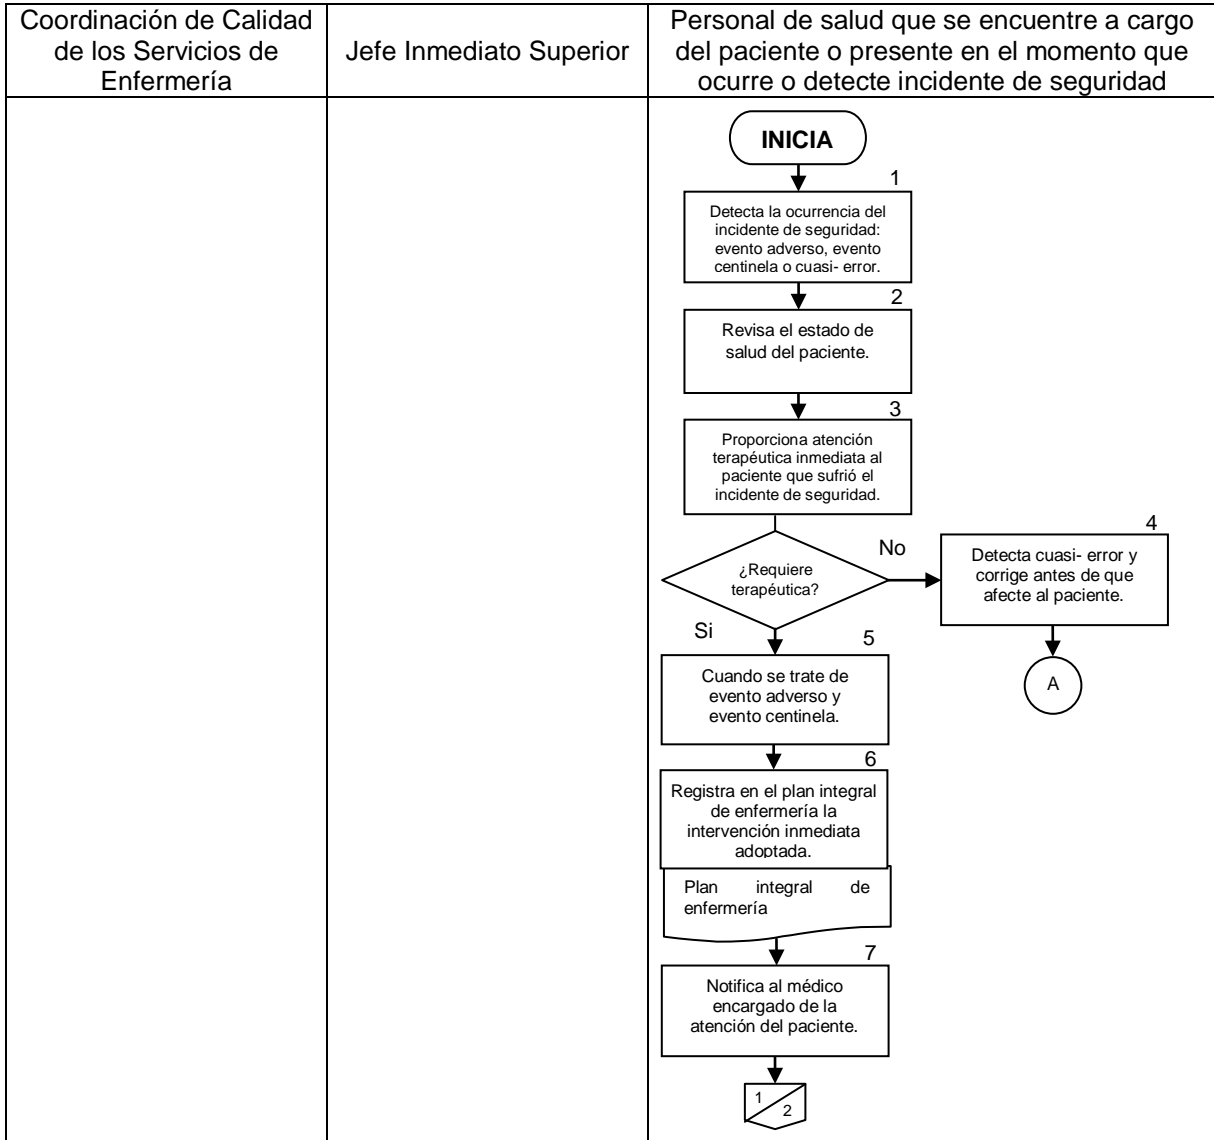 Coordinación de Calidad
de los Servicios de
Enfermería
Jefe Inmediato Superior
Personal de salud que se encuentre a cargo
del paciente o presente en el momento que
ocurre o detecte incidente de seguridad
INICIA
1
Detecta la ocurrencia del
incidente de seguridad:
evento adverso, evento
centinela o cuasi- error.
2
Revisa el estado de
salud del paciente.
3
Proporciona atención
terapéutica inmediata al
paciente que sufrió el
incidente de seguridad.
¿Requiere
terapéutica?
No
4
Detecta cuasi- error y
corrige antes de que
afecte al paciente.
A
Si
5
Cuando se trate de
evento adverso y
evento centinela.
6
Registra en el plan integral
de enfermería la
intervención inmediata
adoptada.
Plan integral de
enfermería
7
Notifica al médico
encargado de la
atención del paciente.
1
2